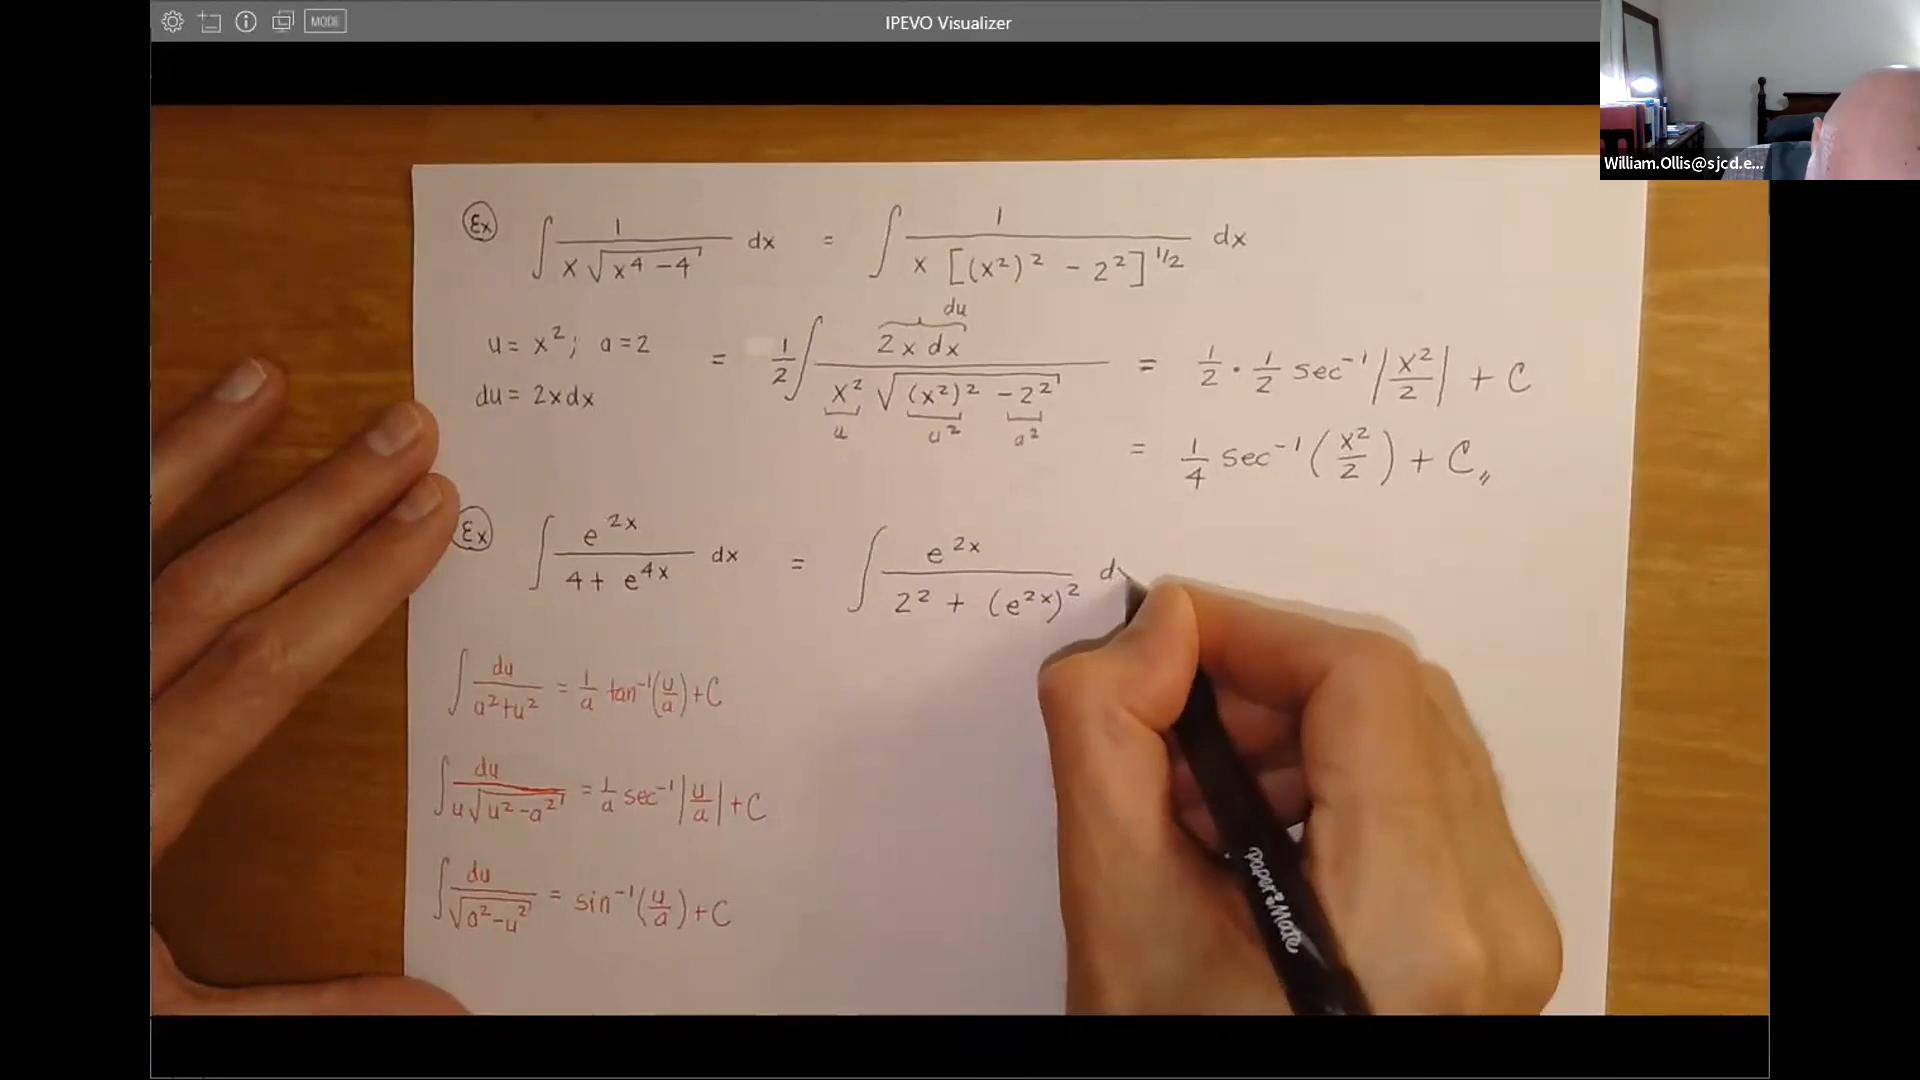 MODE
IPEVO Visualizer
William.Ollis@sjcd.e...
Ex ∫ 1/(x √(x⁴ - 4)) dx = ∫ 1/(x [(x²)² - 2²]^(1/2)) dx
u = x²; a = 2
du = 2x dx
= 1/2 ∫ 2x dx/(x² √((x²)² - 2²)) = 1/2 · 1/2 sec⁻¹|x²/2| + C
du
u u² a²
= 1/4 sec⁻¹(x²/2) + C,,
Ex ∫ e^(2x)/(4 + e^(4x)) dx = ∫ e^(2x)/(2² + (e^(2x))²) dx
∫ du/(a² + u²) = 1/a tan⁻¹(u/a) + C
∫ du/(u√(u² - a²)) = 1/a sec⁻¹|u/a| + C
∫ du/√(a² - u²) = sin⁻¹(u/a) + C
Paper Mate